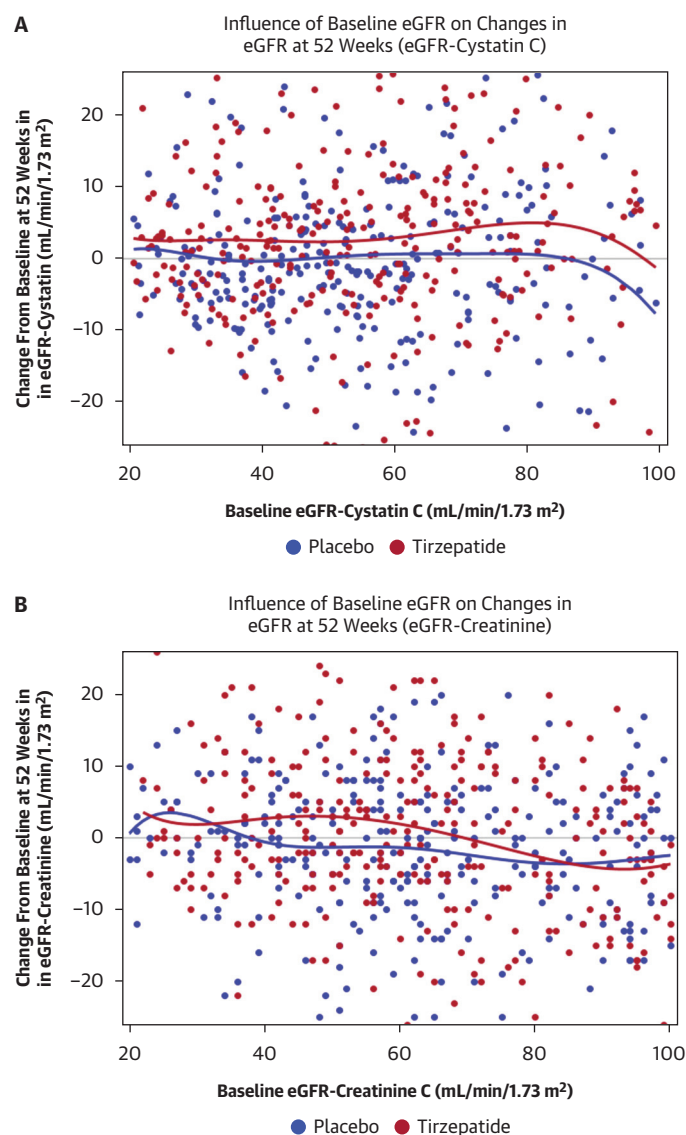 A
Influence of Baseline eGFR on Changes in
eGFR at 52 Weeks (eGFR-Cystatin C)
Change From Baseline at 52 Weeks in
in eGFR-Cystatin (mL/min/1.73 m²)
20
10
0
−10
−20
20 40 60 80 100
Baseline eGFR-Cystatin C (mL/min/1.73 m²)
Placebo Tirzepatide
B
Influence of Baseline eGFR on Changes in
eGFR at 52 Weeks (eGFR-Creatinine)
Change From Baseline at 52 Weeks in
in eGFR-Creatinine (mL/min/1.73 m²)
20
10
0
−10
−20
20 40 60 80 100
Baseline eGFR-Creatinine C (mL/min/1.73 m²)
Placebo Tirzepatide